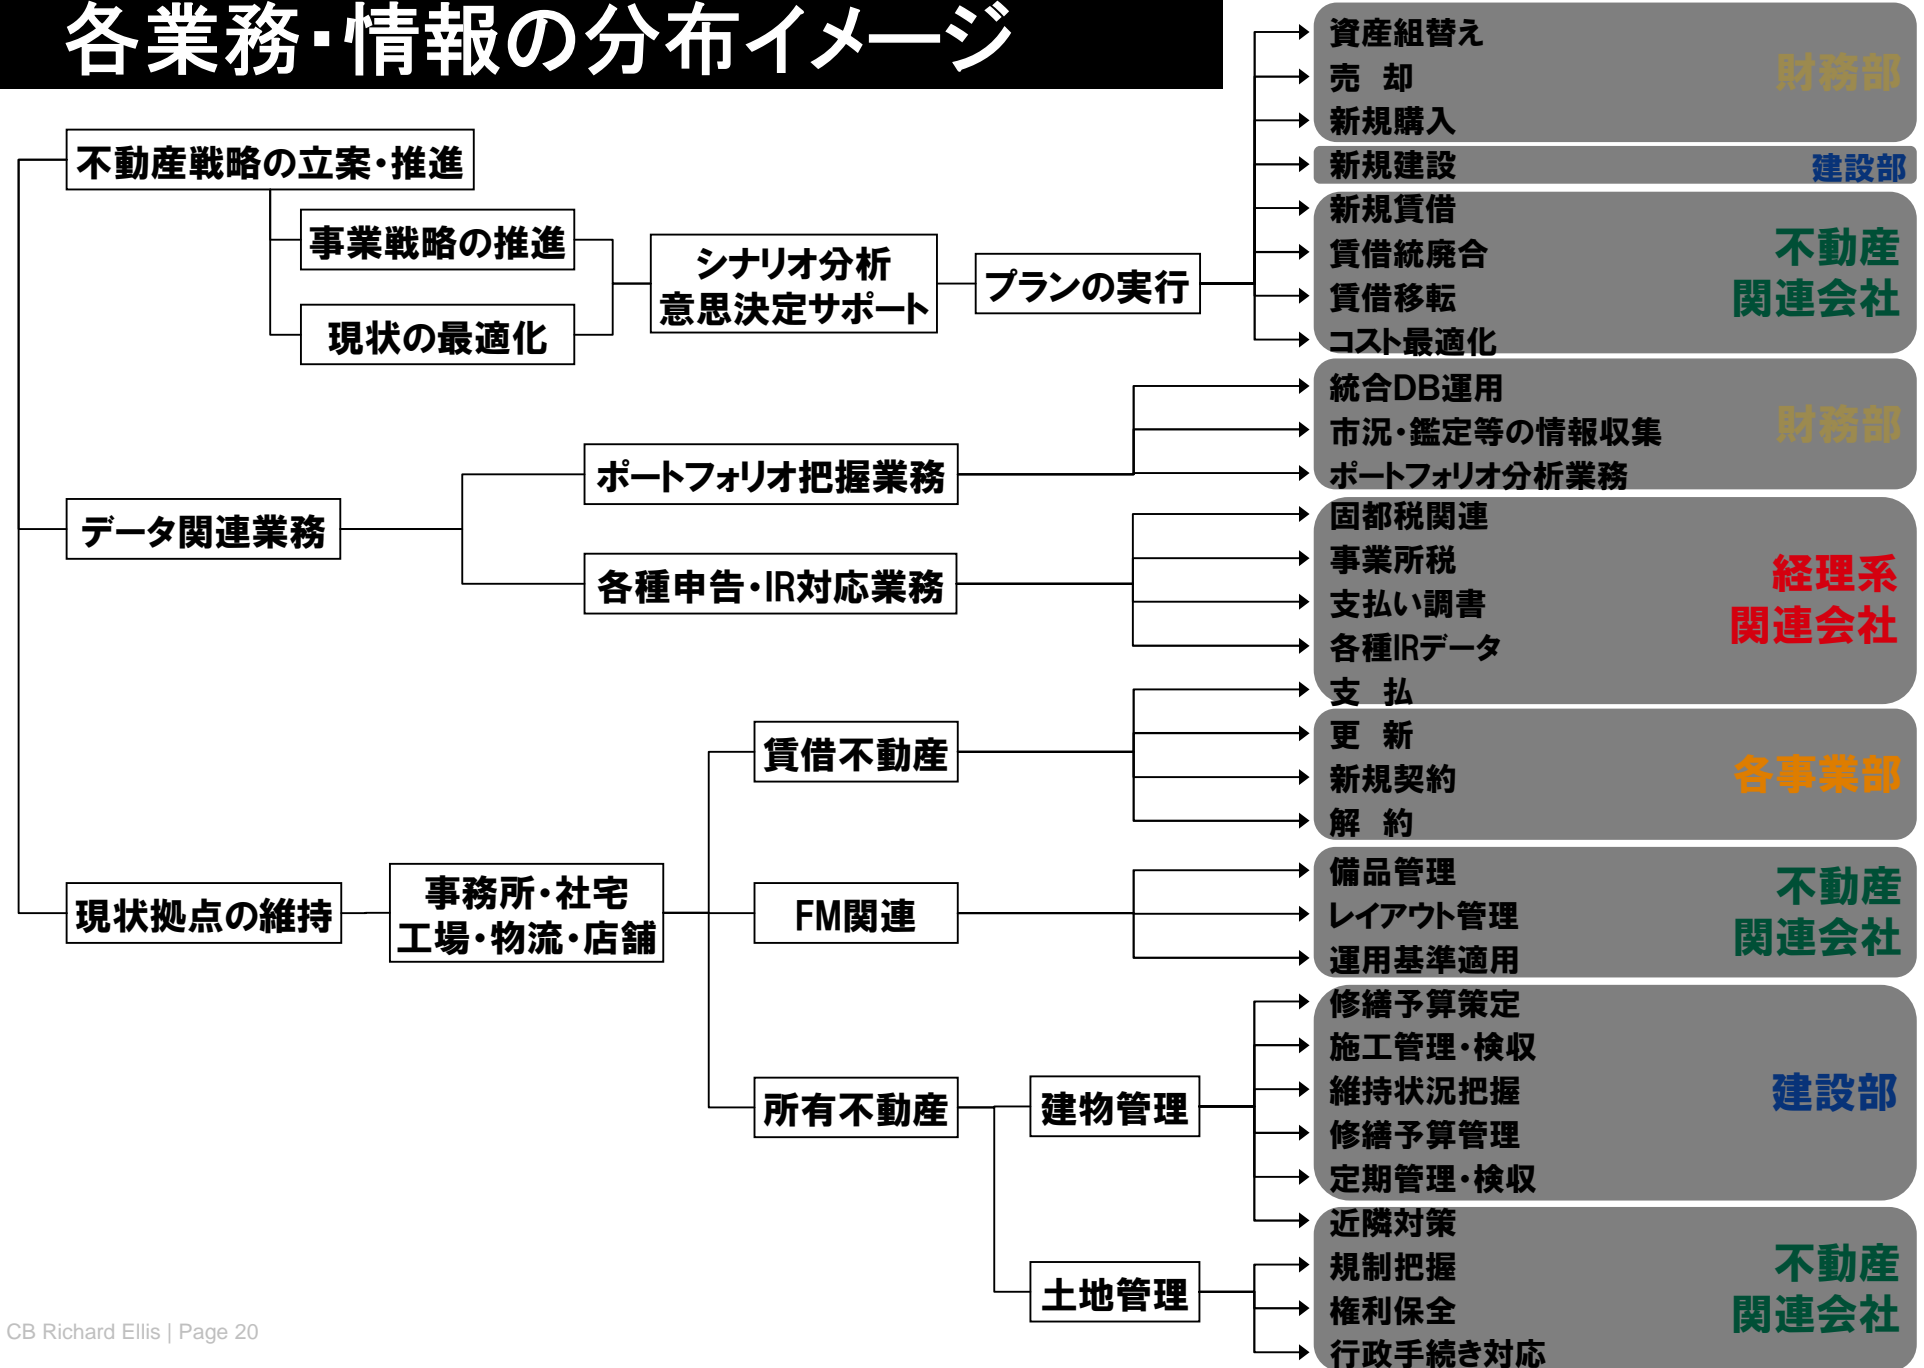 各業務・情報の分布イメージ
不動産戦略の立案・推進
事業戦略の推進
現状の最適化
シナリオ分析
意思決定サポート
プランの実行
資産組替え
売　却
新規購入
財務部
新規建設
建設部
新規賃借
賃借統廃合
賃借移転
コスト最適化
不動産
関連会社
データ関連業務
ポートフォリオ把握業務
統合DB運用
市況・鑑定等の情報収集
ポートフォリオ分析業務
財務部
各種申告・IR対応業務
固都税関連
事業所税
支払い調書
各種IRデータ
支　払
経理系
関連会社
現状拠点の維持
事務所・社宅
工場・物流・店舗
賃借不動産
更　新
新規契約
解　約
各事業部
FM関連
備品管理
レイアウト管理
運用基準適用
不動産
関連会社
所有不動産
建物管理
修繕予算策定
施工管理・検収
維持状況把握
修繕予算管理
定期管理・検収
建設部
近隣対策
土地管理
規制把握
権利保全
行政手続き対応
不動産
関連会社
CB Richard Ellis | Page 20